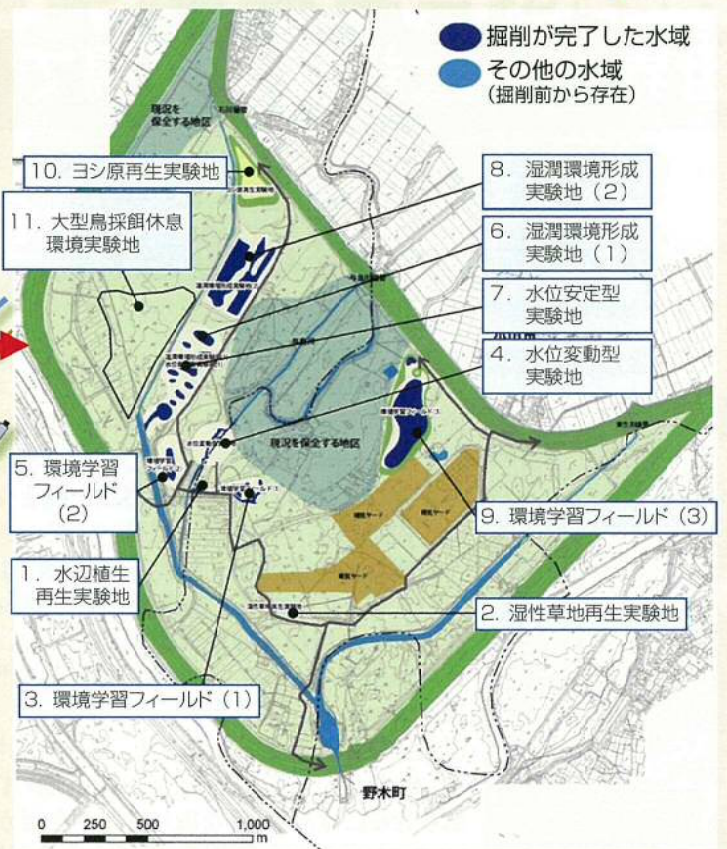 掘削が完了した水域
その他の水域
(掘削前から存在)
現況を
保全する地区
10. ヨシ原再生実験地
ヨシ原再生実験地
11. 大型鳥採餌休息
環境実験地
8. 湿潤環境形成
実験地（2）
6. 湿潤環境形成
実験地（1）
7. 水位安定型
実験地
4. 水位変動型
実験地
現況を保全する地区
5. 環境学習
フィールド
（2）
9. 環境学習フィールド（3）
1. 水辺植生
再生実験地
2. 湿性草地再生実験地
3. 環境学習フィールド（1）
野木町
0 250 500 1,000
m